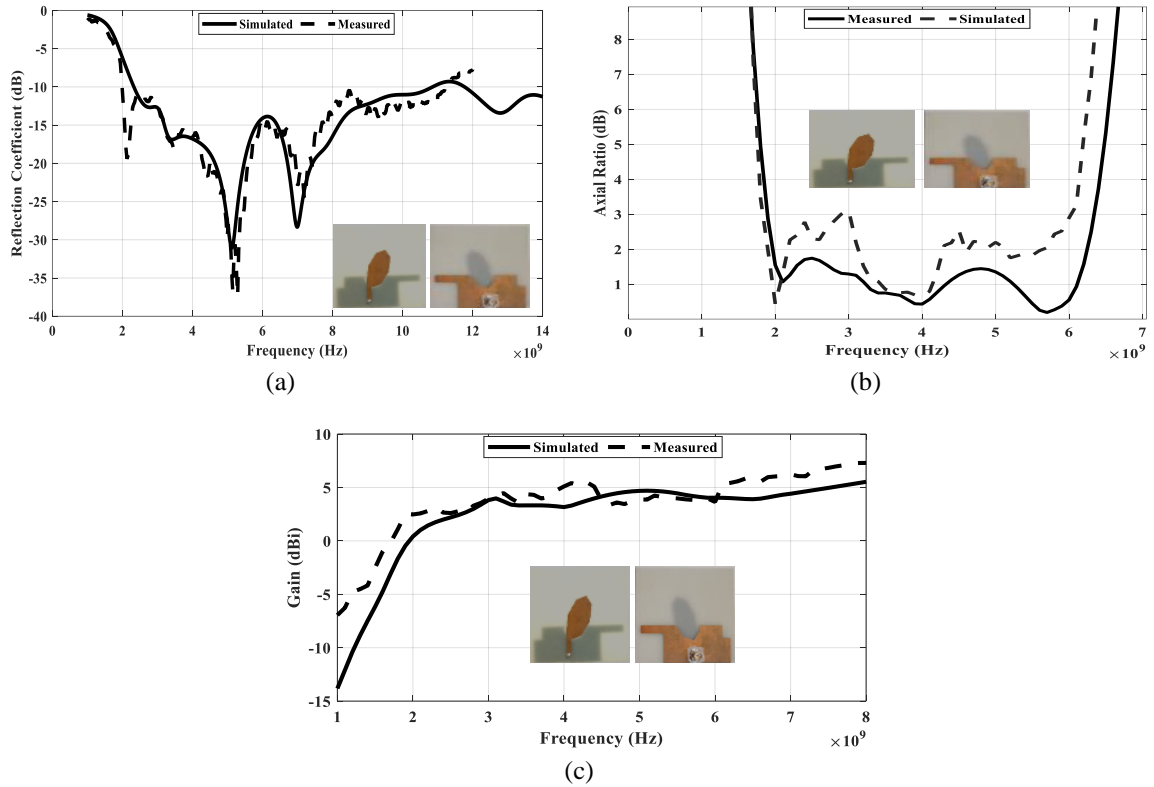 Simulated Measured
0
-5
-10
-15
-20
-25
-30
-35
-40
Reflection Coefficient (dB)
0 2 4 6 8 10 12 14
Frequency (Hz)
×10^9
(a)
Measured Simulated
8
7
6
5
4
3
2
1
Axial Ratio (dB)
0 1 2 3 4 5 6 7
Frequency (Hz)
×10^9
(b)
Simulated Measured
10
5
0
-5
-10
-15
Gain (dBi)
1 2 3 4 5 6 7 8
Frequency (Hz)
×10^9
(c)